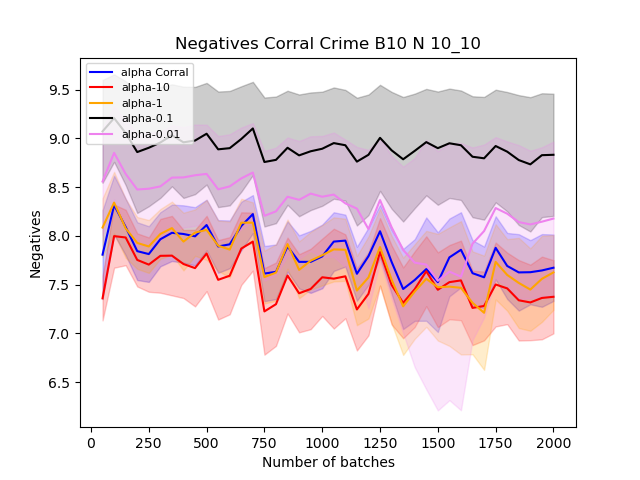 Negatives Corral Crime B10 N 10_10
alpha Corral
alpha-10
alpha-1
alpha-0.1
alpha-0.01
Negatives
9.5
9.0
8.5
8.0
7.5
7.0
6.5
0
250
500
750
1000
1250
1500
1750
2000
Number of batches